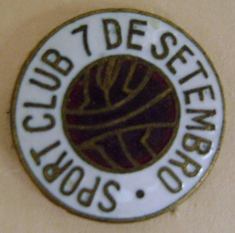 SPORT CLUB 7 DE SETEMBRO